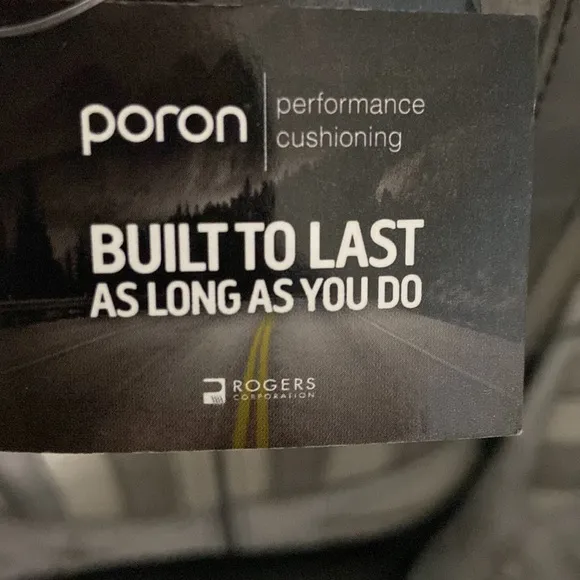 poron
performance
cushioning
BUILT TO LAST
AS LONG AS YOU DO
ROGERS
CORPORATION